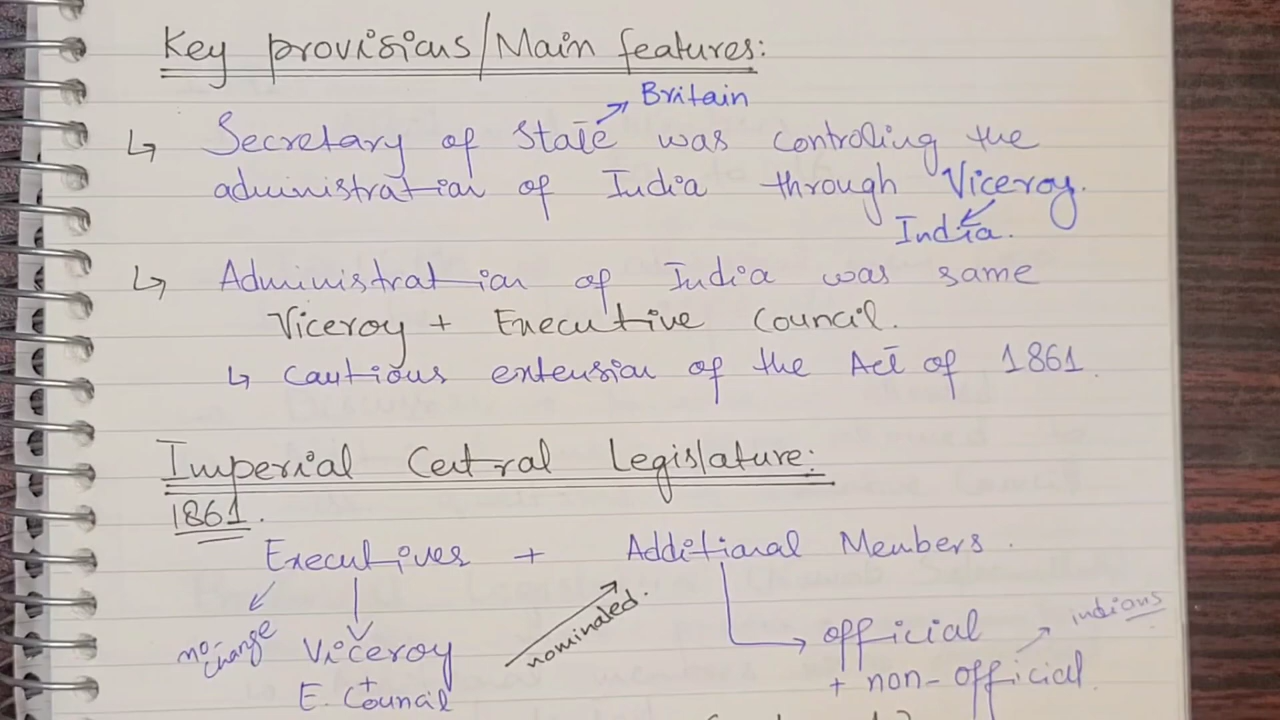 Key provisions/Main features:
Britain
↳ Secretary of State was controling the
administration of India through Viceroy.
India.
↳ Administration of India was same
Viceroy + Executive Council.
↳ cautious extension of the Act of 1861.
Imperial Central Legislature:
1861.
Executives + Additional Members.
nominated.
indians
no change
Viceroy
official
+
E. Council
+ non-official.